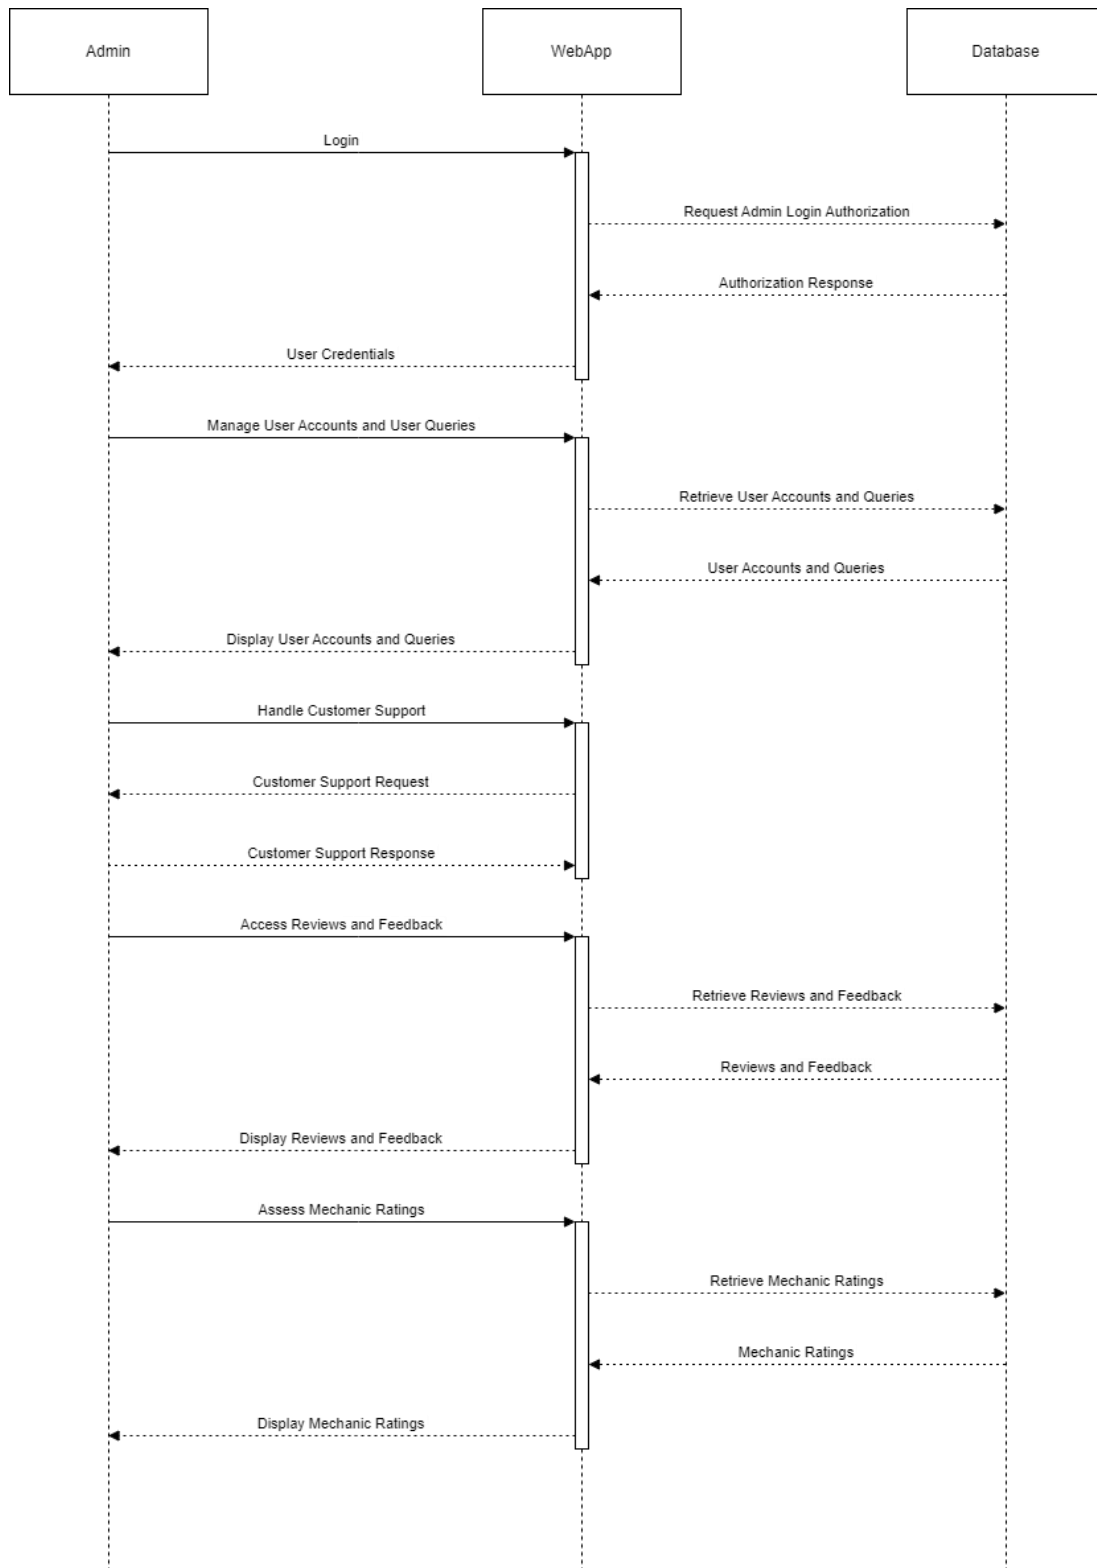 Admin
WebApp
Database
Login
Request Admin Login Authorization
Authorization Response
User Credentials
Manage User Accounts and User Queries
Retrieve User Accounts and Queries
User Accounts and Queries
Display User Accounts and Queries
Handle Customer Support
Customer Support Request
Customer Support Response
Access Reviews and Feedback
Retrieve Reviews and Feedback
Reviews and Feedback
Display Reviews and Feedback
Assess Mechanic Ratings
Retrieve Mechanic Ratings
Mechanic Ratings
Display Mechanic Ratings